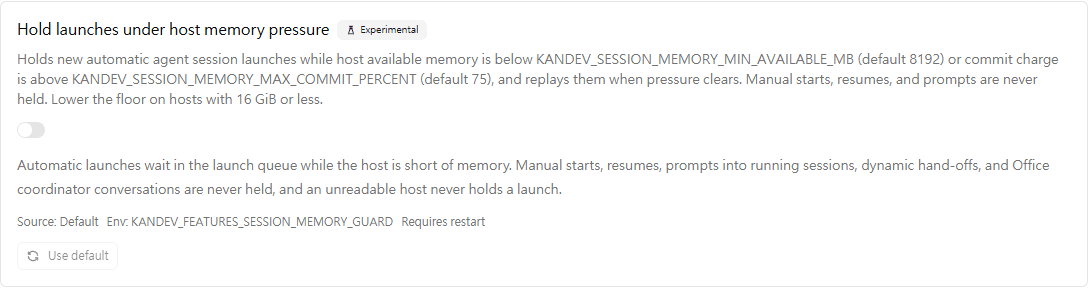 Hold launches under host memory pressure Experimental
Holds new automatic agent session launches while host available memory is below KANDEV_SESSION_MEMORY_MIN_AVAILABLE_MB (default 8192) or commit charge
is above KANDEV_SESSION_MEMORY_MAX_COMMIT_PERCENT (default 75), and replays them when pressure clears. Manual starts, resumes, and prompts are never
held. Lower the floor on hosts with 16 GiB or less.
Automatic launches wait in the launch queue while the host is short of memory. Manual starts, resumes, prompts into running sessions, dynamic hand-offs, and Office
coordinator conversations are never held, and an unreadable host never holds a launch.
Source: Default Env: KANDEV_FEATURES_SESSION_MEMORY_GUARD Requires restart
Use default